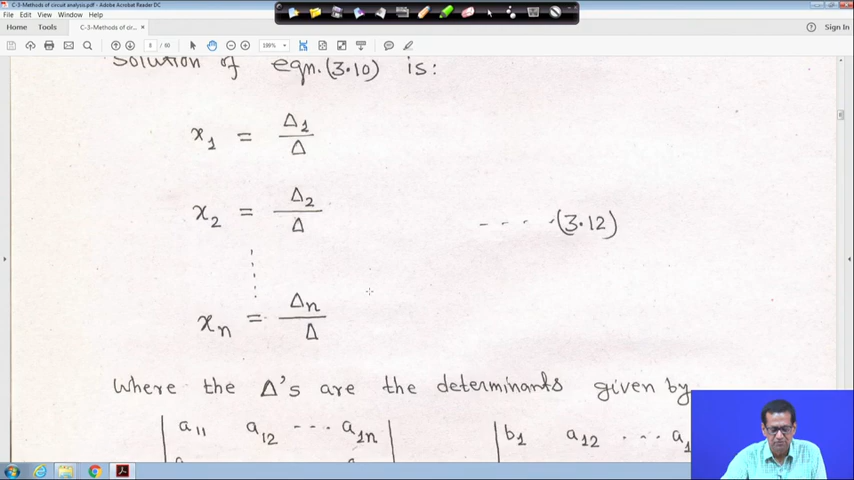 C-3-Methods of circuit analysis.pdf - Adobe Acrobat Reader DC
File Edit View Window Help
Home Tools C-3-Methods of cir... × Sign In
3 / 60 199%
Solution of eqn.(3.10) is:
x₁ = Δ₁/Δ
x₂ = Δ₂/Δ
- - - - - (3.12)
xₙ = Δₙ/Δ
Where the Δ's are the determinants given by
a₁₁ a₁₂ ··· a₁ₙ b₁ a₁₂ ··· a₁